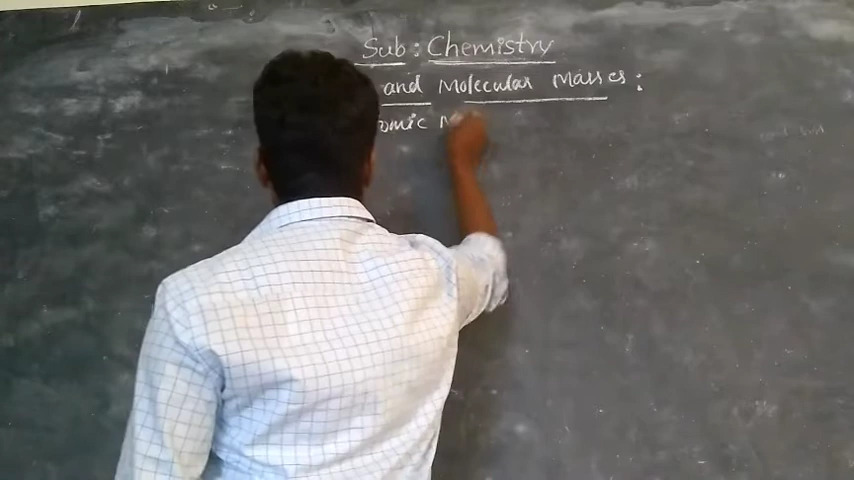 Sub : Chemistry
and Molecular Masses :
omic M